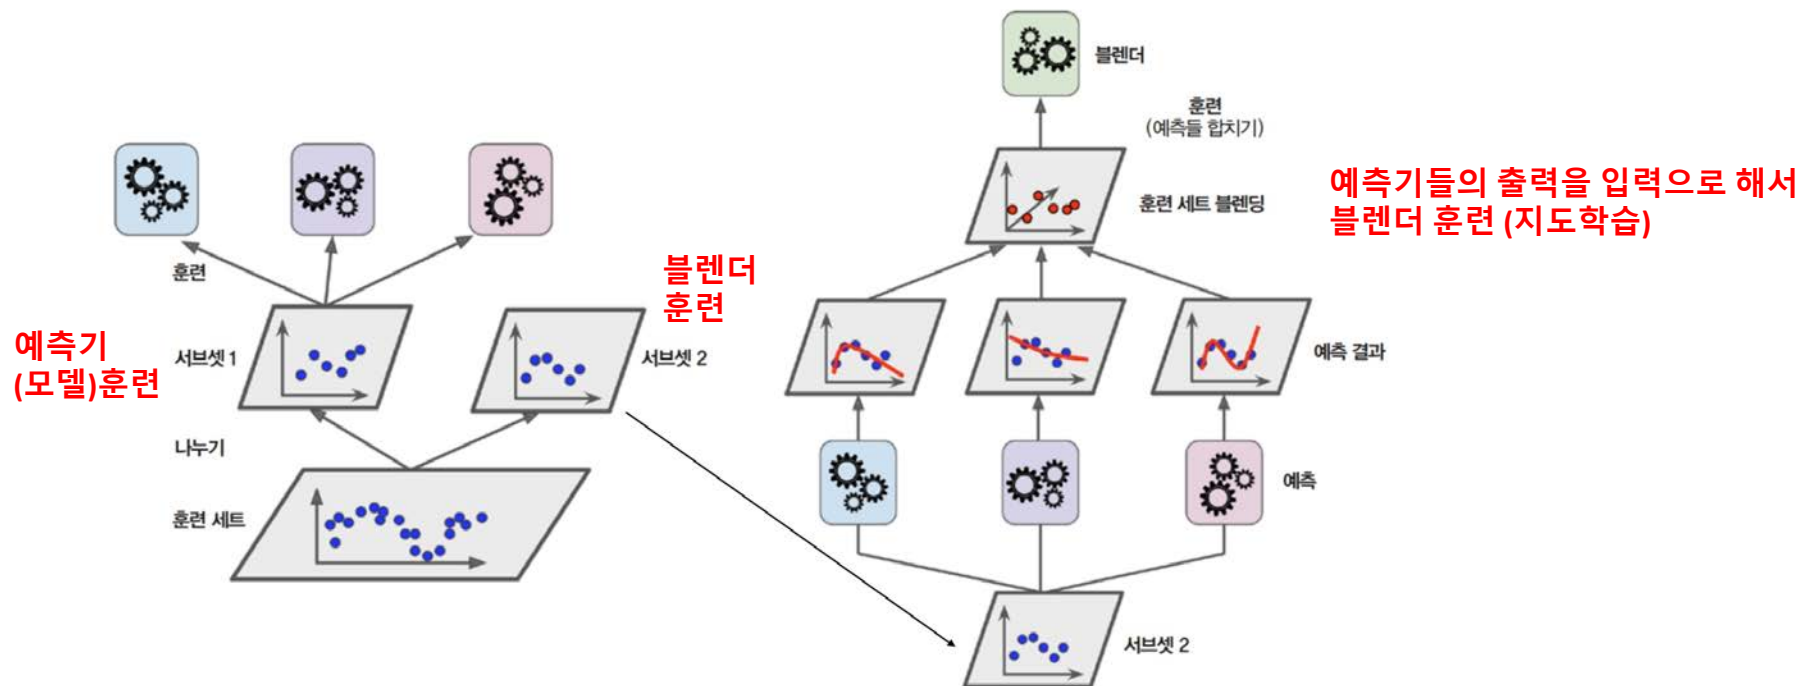 훈련
예측기
(모델)훈련
서브셋 1
블렌더
훈련
서브셋 2
나누기
훈련 세트
블렌더
훈련
(예측들 합치기)
훈련 세트 블렌딩
예측기들의 출력을 입력으로 해서
블렌더 훈련 (지도학습)
예측 결과
예측
서브셋 2